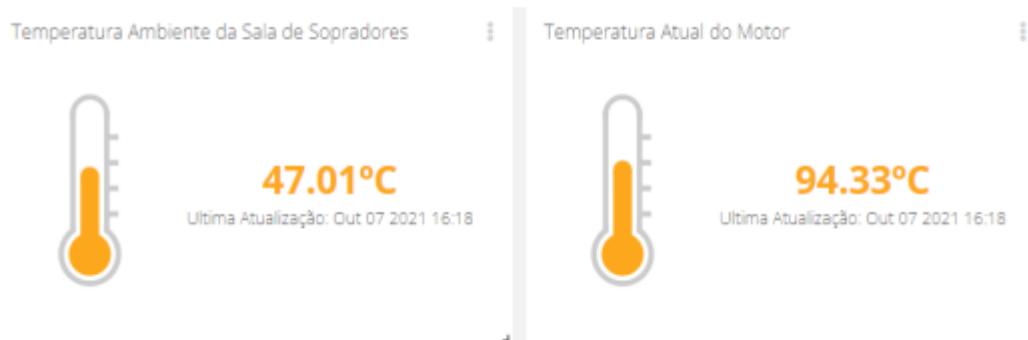 Temperatura Ambiente da Sala de Sopradores
47.01ºC
Ultima Atualização: Out 07 2021 16:18
Temperatura Atual do Motor
94.33ºC
Ultima Atualização: Out 07 2021 16:18